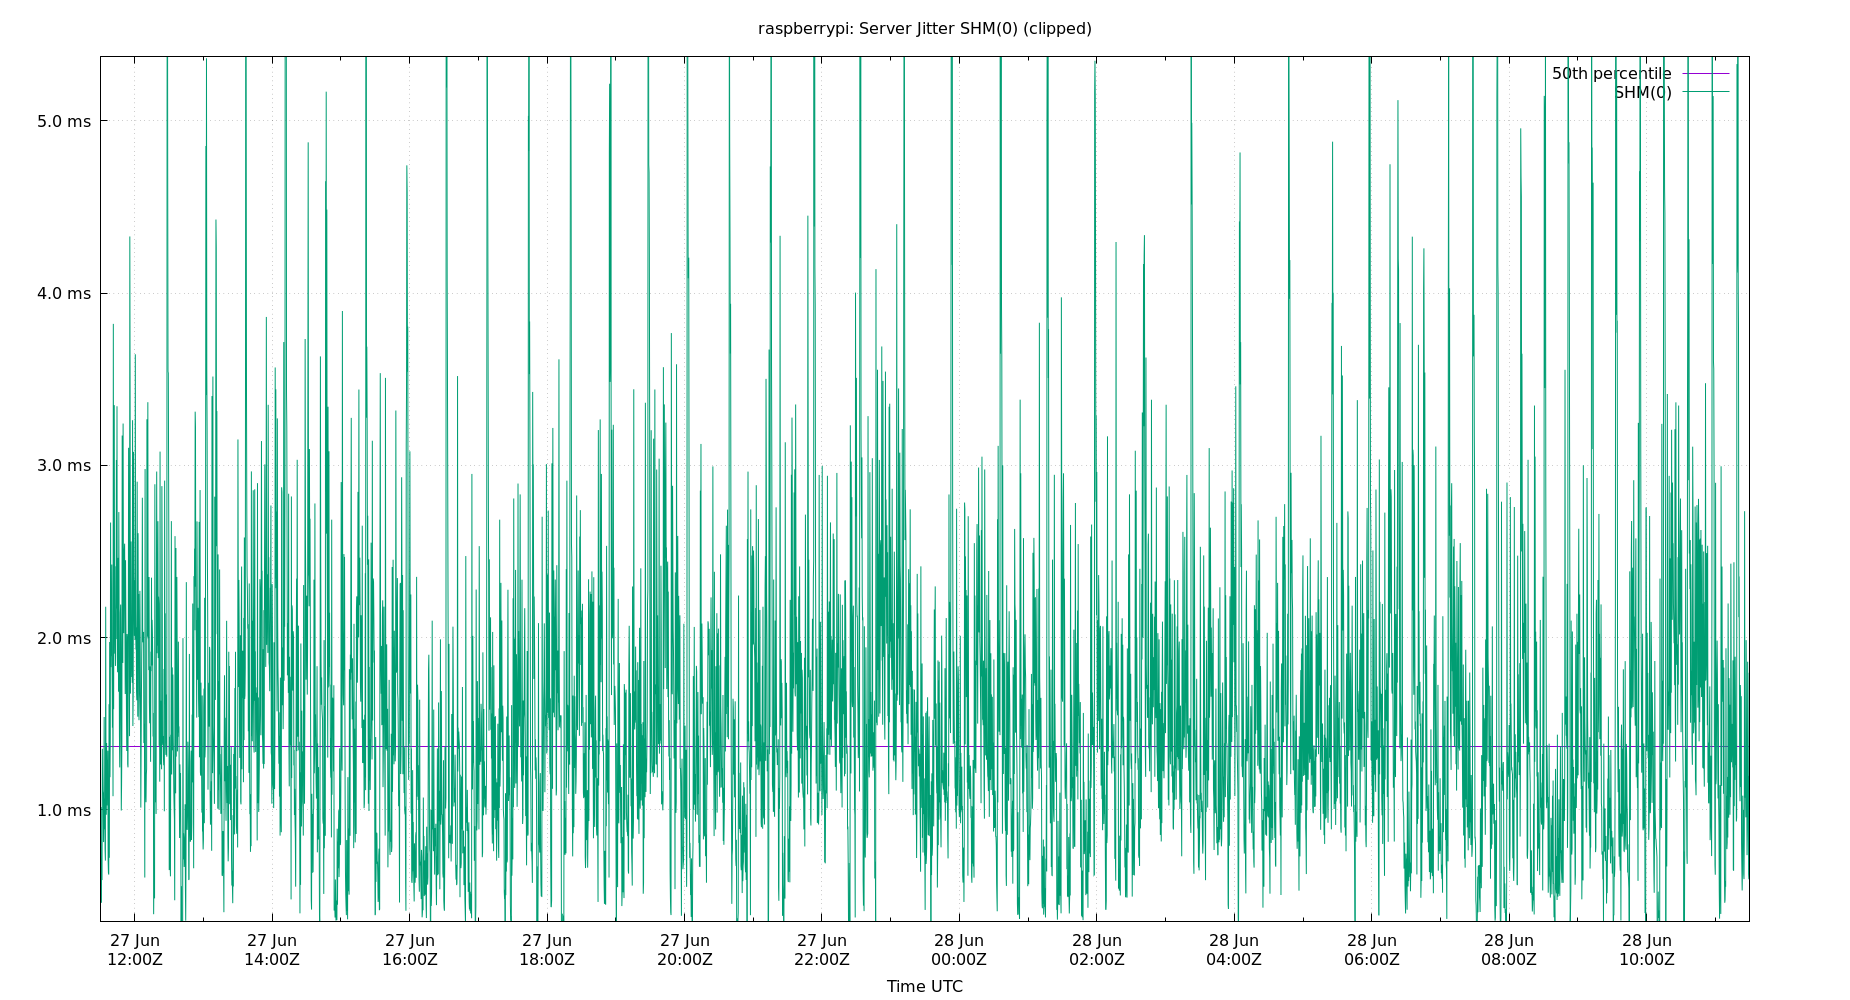 raspberrypi: Server Jitter SHM(0) (clipped)
50th percentile
SHM(0)
5.0 ms
4.0 ms
3.0 ms
2.0 ms
1.0 ms
27 Jun 27 Jun 27 Jun 27 Jun 27 Jun 27 Jun 28 Jun 28 Jun 28 Jun 28 Jun 28 Jun 28 Jun
12:00Z 14:00Z 16:00Z 18:00Z 20:00Z 22:00Z 00:00Z 02:00Z 04:00Z 06:00Z 08:00Z 10:00Z
Time UTC